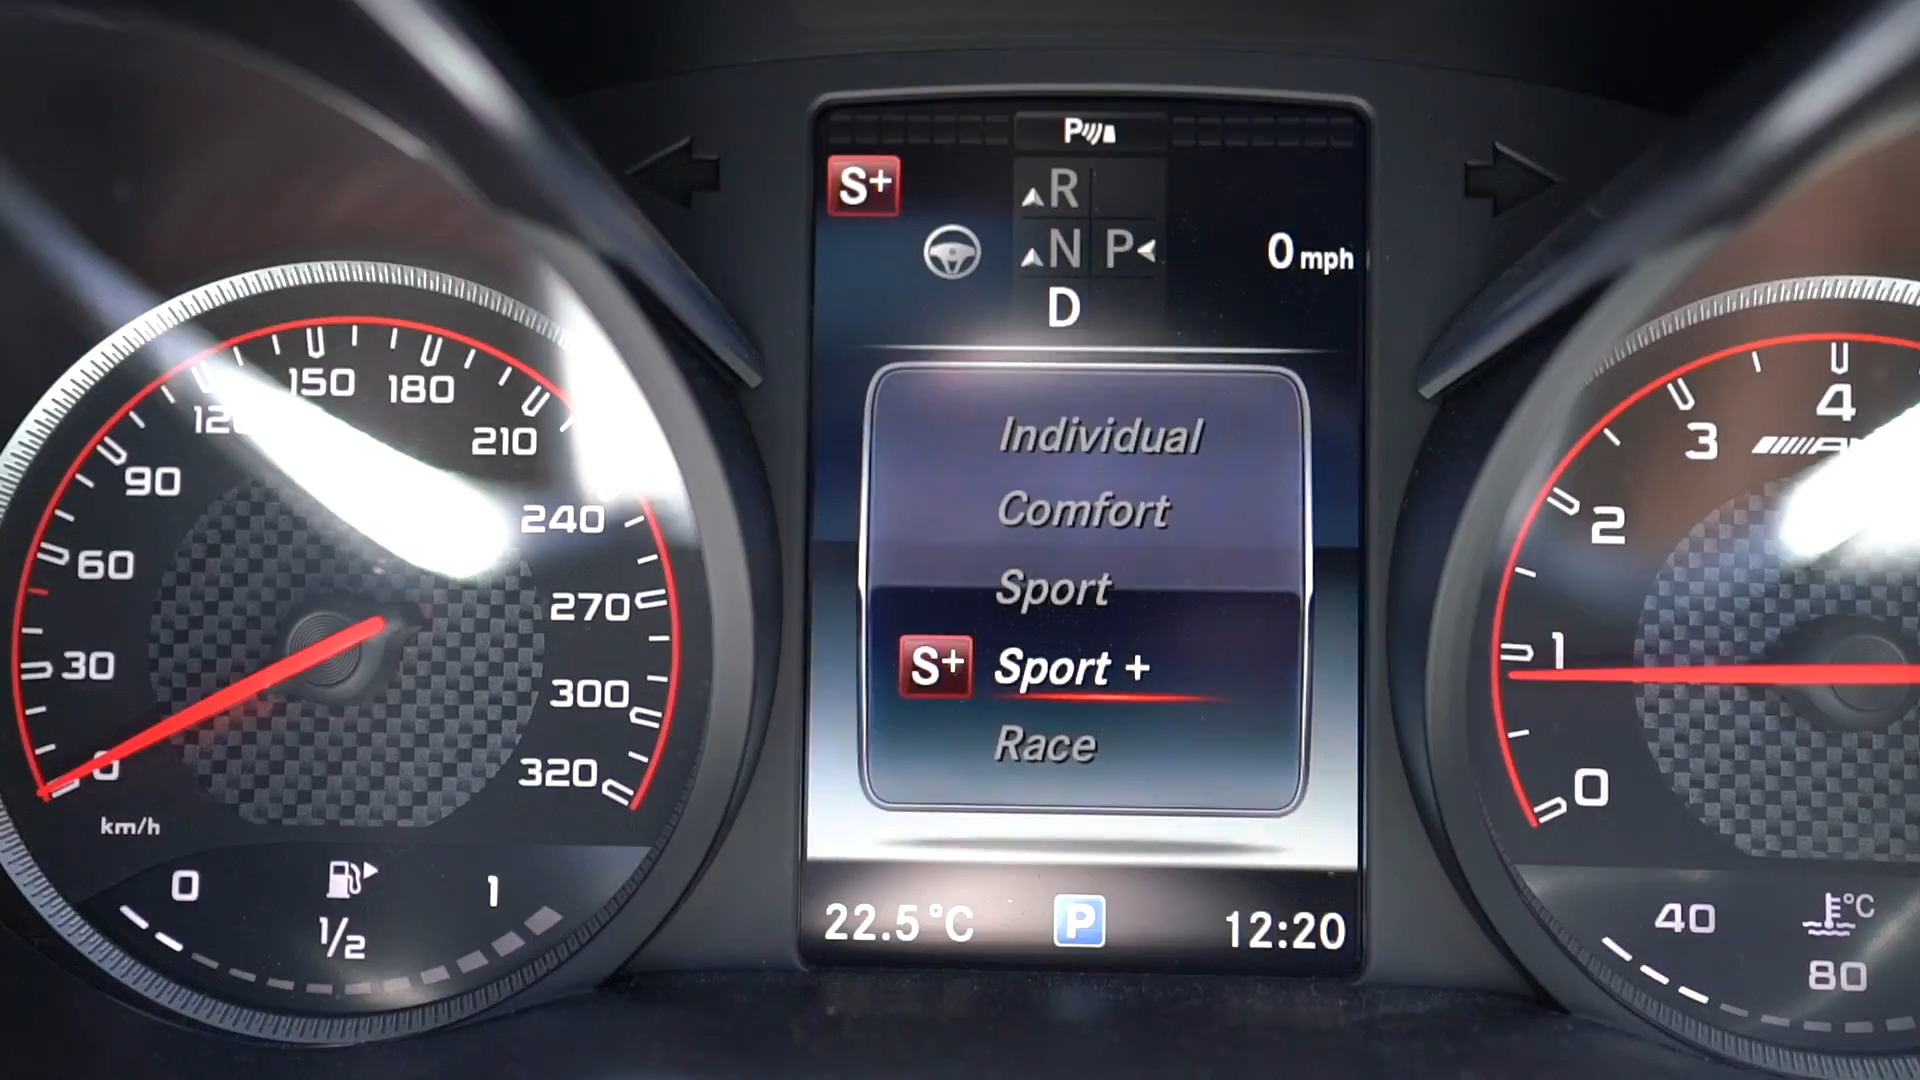 P
S+
R
N P
0 mph
D
Individual
Comfort
Sport
S+ Sport +
Race
22.5 °C
P
12:20
0
30
60
90
150
180
210
240
270
300
320
km/h
0
1/2
1
0
1
2
3
4
40
°C
80